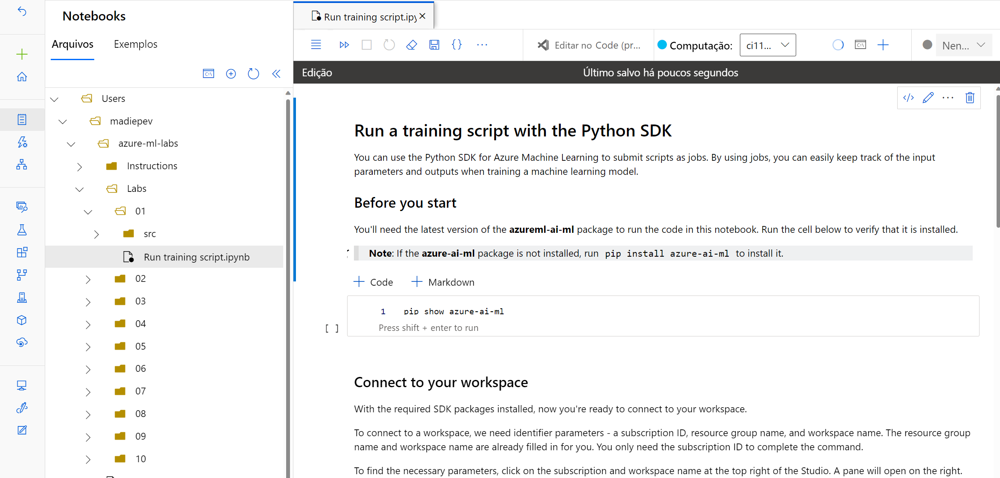 Notebooks
Arquivos
Exemplos
Users
madiepev
azure-ml-labs
Instructions
Labs
01
src
Run training script.ipynb
02
03
04
05
06
07
08
09
10
Run training script.ipy
Editar no Code (pr...
Computação:
ci11...
Nen...
Edição
Último salvo há poucos segundos
Run a training script with the Python SDK
You can use the Python SDK for Azure Machine Learning to submit scripts as jobs. By using jobs, you can easily keep track of the input
parameters and outputs when training a machine learning model.
Before you start
You'll need the latest version of the azureml-ai-ml package to run the code in this notebook. Run the cell below to verify that it is installed.
Note: If the azure-ai-ml package is not installed, run pip install azure-ai-ml to install it.
+ Code
+ Markdown
1 pip show azure-ai-ml
[ ]
Press shift + enter to run
Connect to your workspace
With the required SDK packages installed, now you're ready to connect to your workspace.
To connect to a workspace, we need identifier parameters - a subscription ID, resource group name, and workspace name. The resource group
name and workspace name are already filled in for you. You only need the subscription ID to complete the command.
To find the necessary parameters, click on the subscription and workspace name at the top right of the Studio. A pane will open on the right.